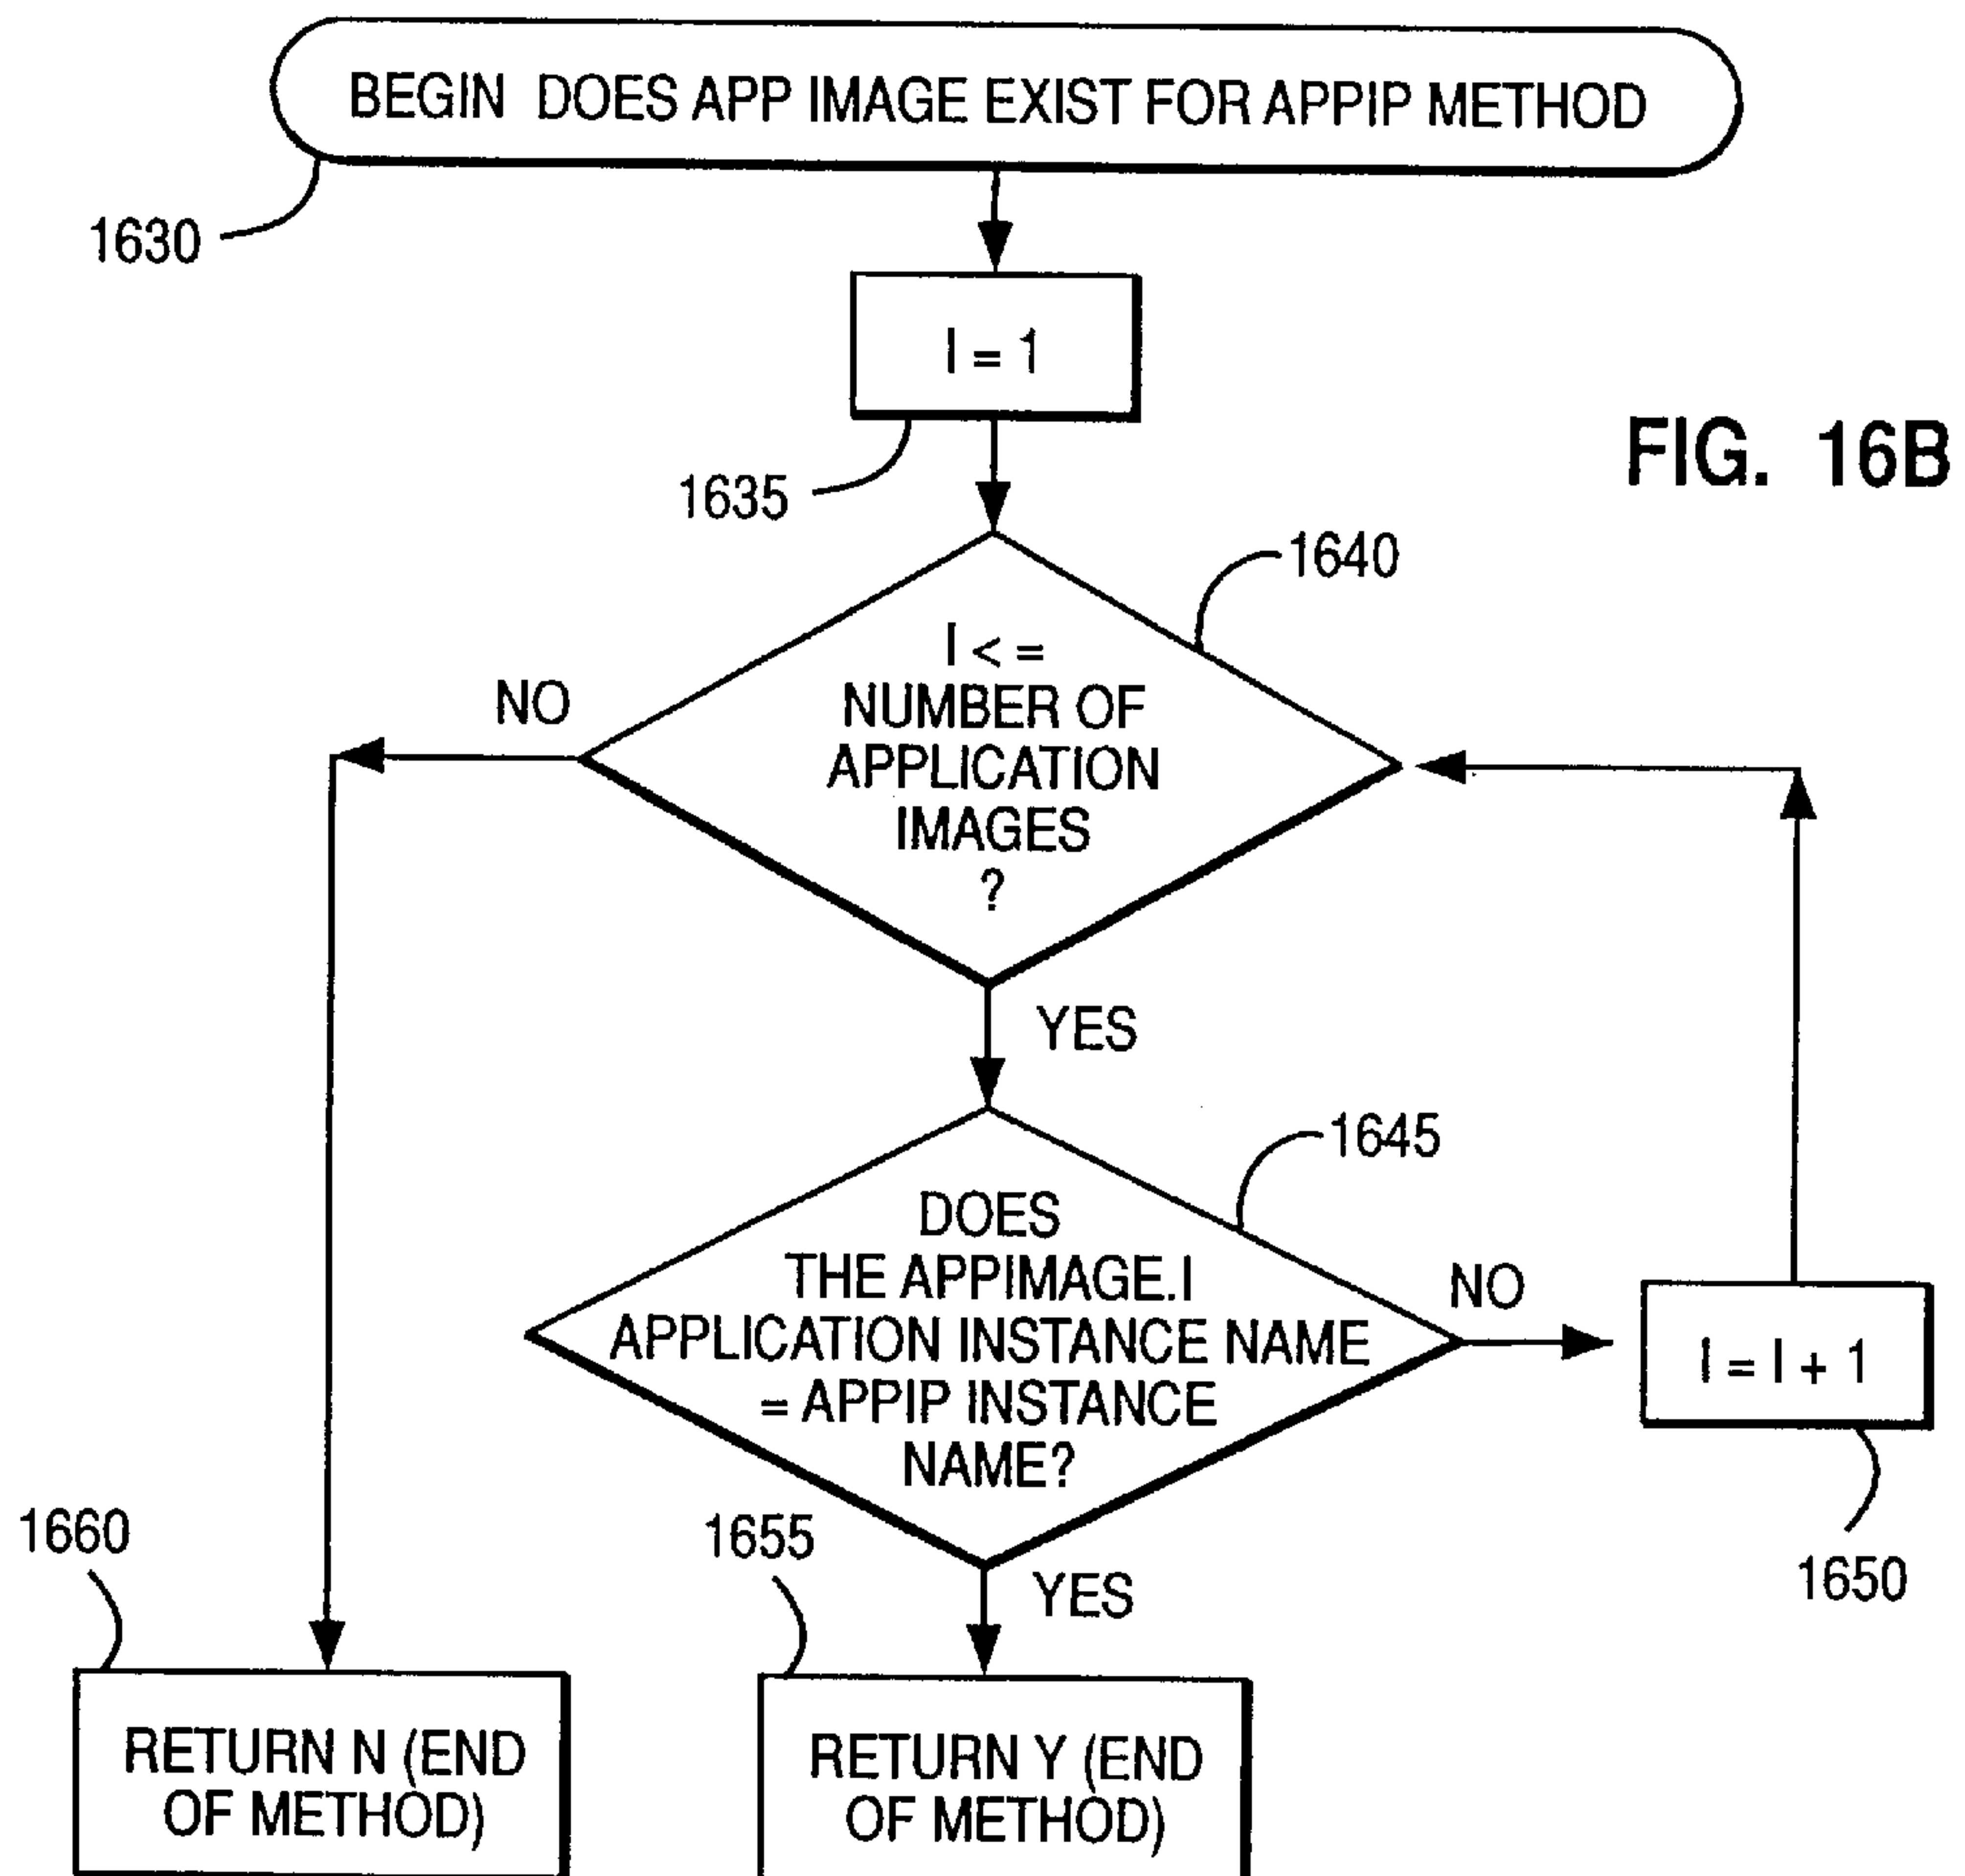 BEGIN DOES APP IMAGE EXIST FOR APPIP METHOD
1630
I = 1
1635
FIG. 16B
1640
I < =
NUMBER OF
APPLICATION
IMAGES
?
NO
YES
1645
DOES
THE APPIMAGE.I
APPLICATION INSTANCE NAME
= APPIP INSTANCE
NAME?
NO
I = I + 1
1650
YES
1660
1655
RETURN N (END
OF METHOD)
RETURN Y (END
OF METHOD)